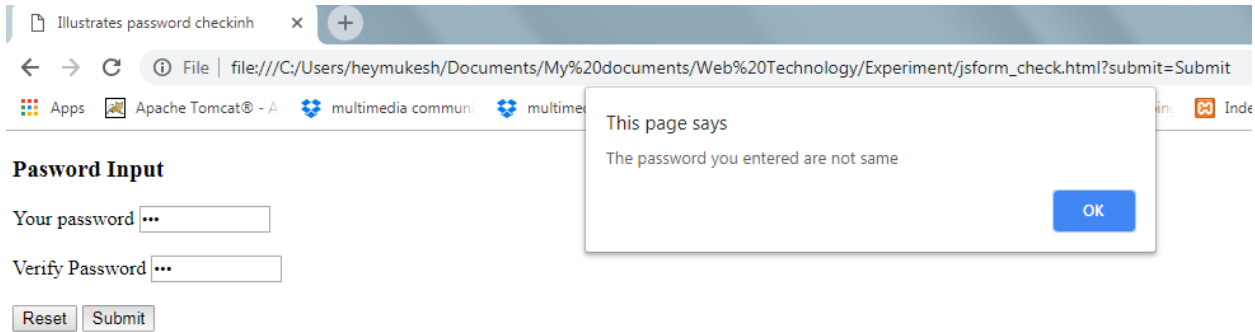 Illustrates password checkinh
File file:///C:/Users/heymukesh/Documents/My%20documents/Web%20Technology/Experiment/jsform_check.html?submit=Submit
Apps Apache Tomcat® - A multimedia communi multimed Inde
This page says
The password you entered are not same
OK
Pasword Input
Your password •••
Verify Password •••
Reset Submit